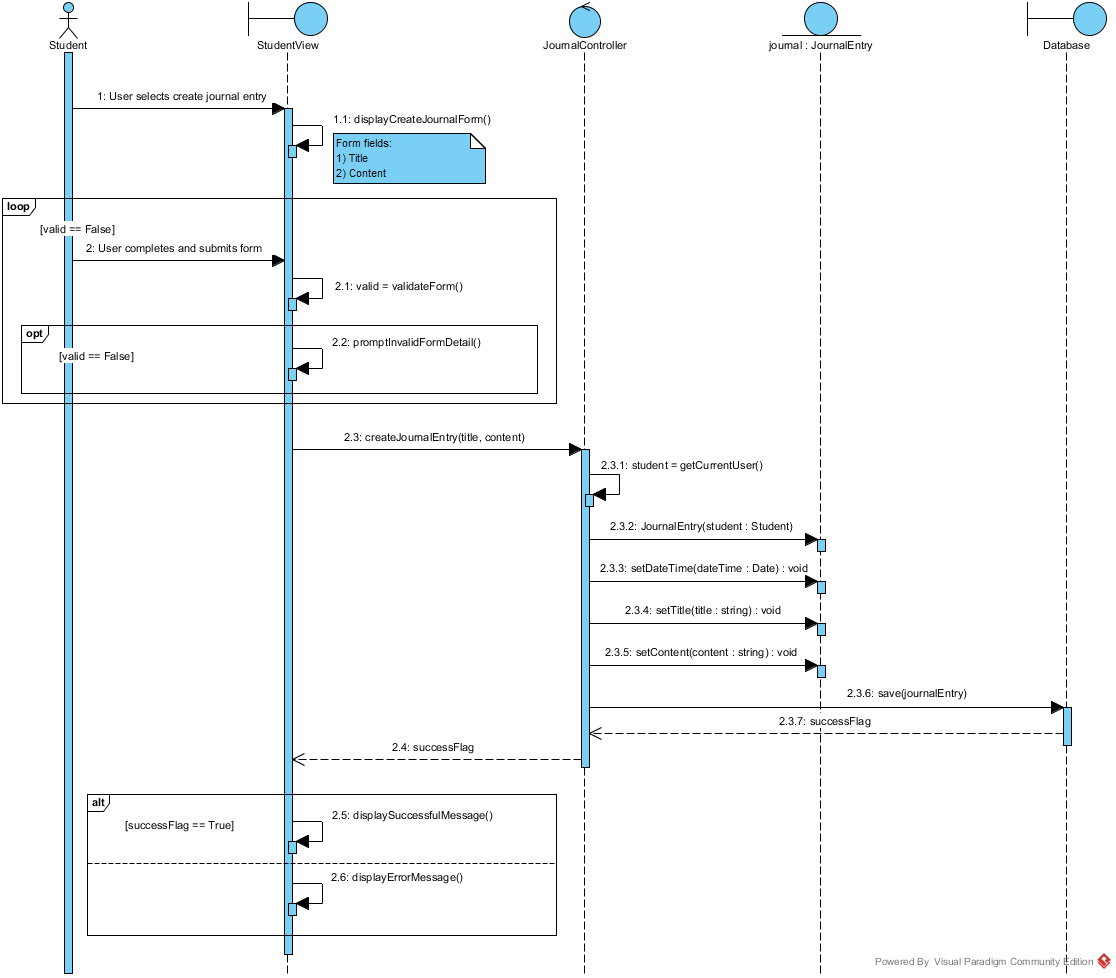 Student
StudentView
JournalController
journal : JournalEntry
Database
1: User selects create journal entry
1.1: displayCreateJournalForm()
Form fields:
1) Title
2) Content
loop
[valid == False]
2: User completes and submits form
2.1: valid = validateForm()
opt
[valid == False]
2.2: promptInvalidFormDetail()
2.3: createJournalEntry(title, content)
2.3.1: student = getCurrentUser()
2.3.2: JournalEntry(student : Student)
2.3.3: setDateTime(dateTime : Date) : void
2.3.4: setTitle(title : string) : void
2.3.5: setContent(content : string) : void
2.3.6: save(journalEntry)
2.3.7: successFlag
2.4: successFlag
alt
[successFlag == True]
2.5: displaySuccessfulMessage()
2.6: displayErrorMessage()
Powered By Visual Paradigm Community Edition